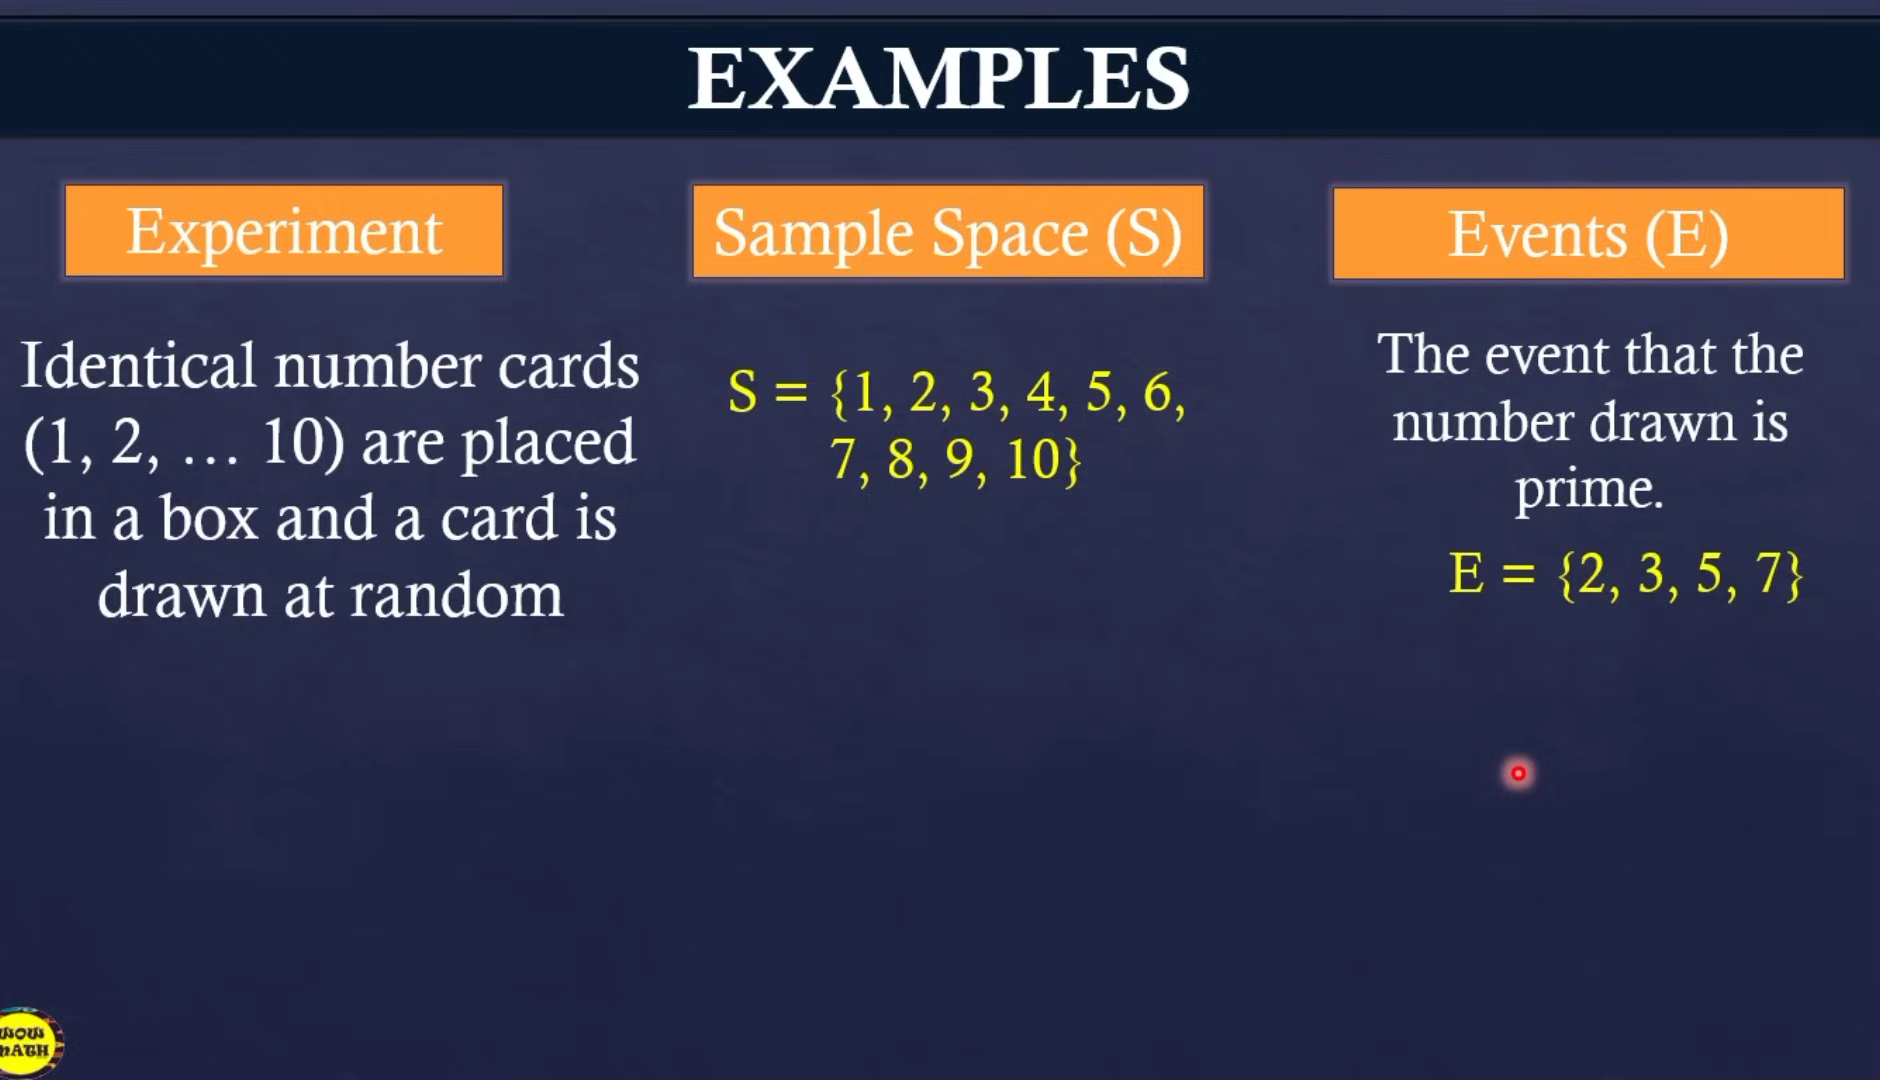 EXAMPLES
Experiment
Identical number cards
(1, 2, … 10) are placed
in a box and a card is
drawn at random
Sample Space (S)
S = {1, 2, 3, 4, 5, 6,
7, 8, 9, 10}
Events (E)
The event that the
number drawn is
prime.
E = {2, 3, 5, 7}
WOW
MATH